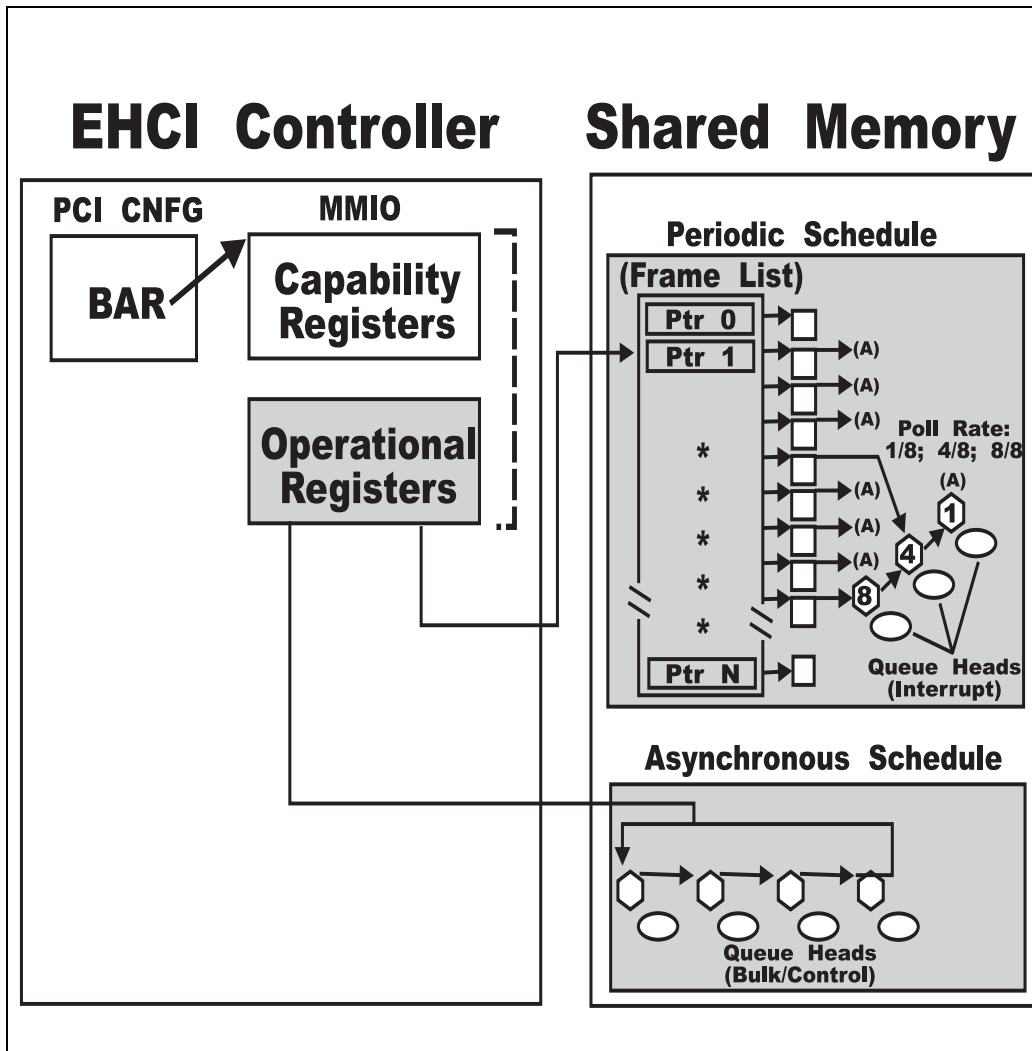 EHCI Controller
Shared Memory
PCI CNFG
MMIO
BAR
Capability
Registers
Operational
Registers
Periodic Schedule
(Frame List)
Ptr 0
Ptr 1
(A)
(A)
(A)
Poll Rate:
1/8; 4/8; 8/8
*
(A)
*
(A)
1
*
(A)
4
*
(A)
8
*
Ptr N
Queue Heads
(Interrupt)
Asynchronous Schedule
Queue Heads
(Bulk/Control)